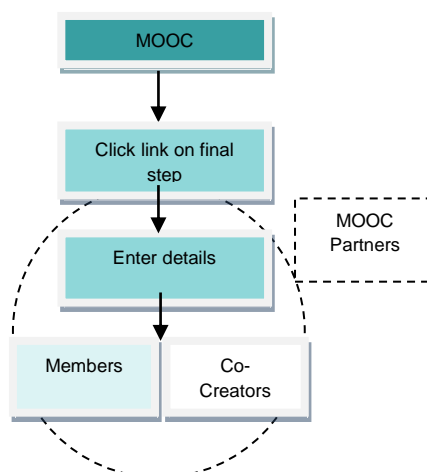 MOOC
Click link on final
step
MOOC
Partners
Enter details
Members
Co-
Creators